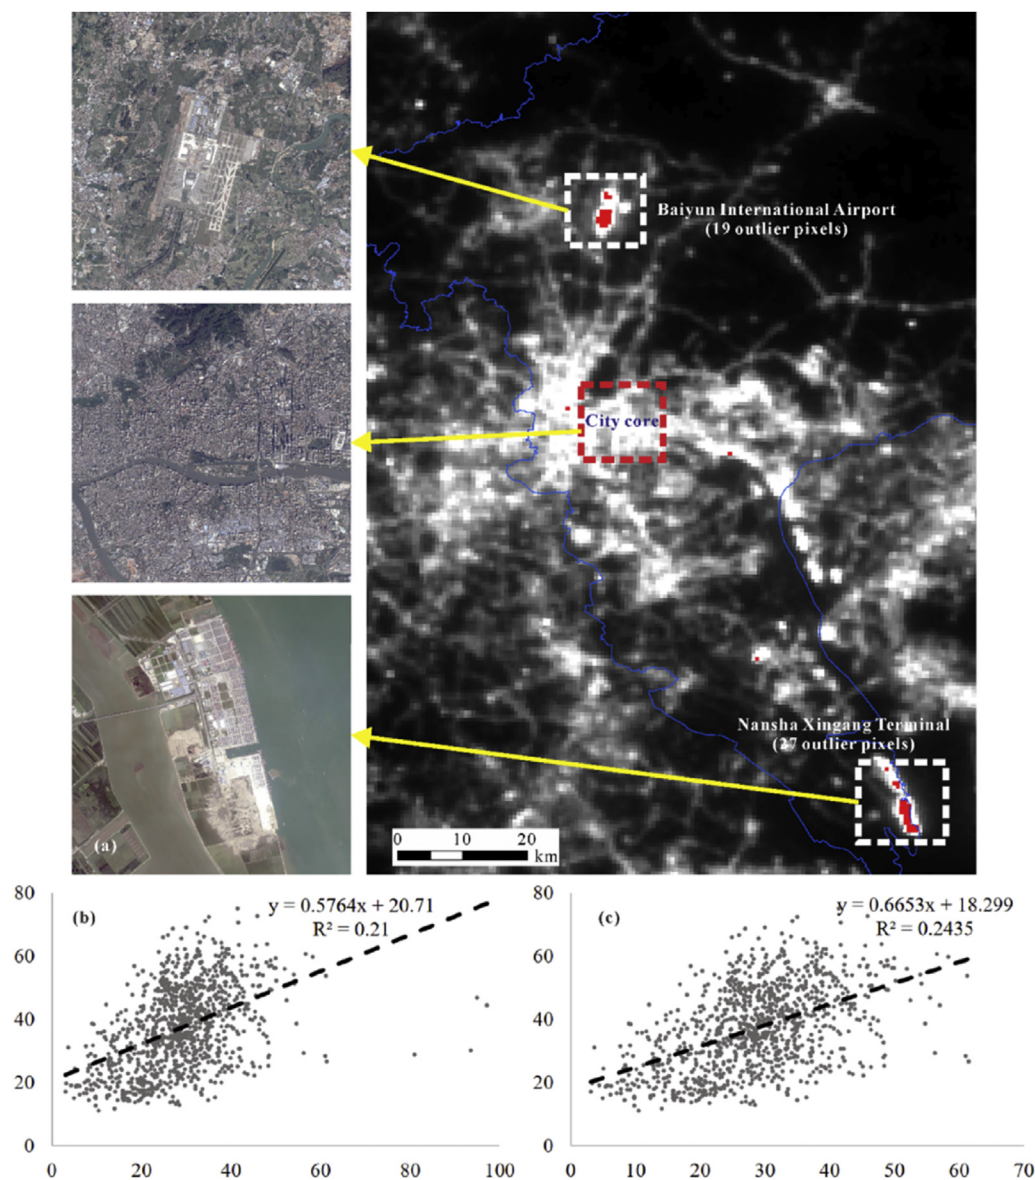 Baiyun International Airport
(19 outlier pixels)
City core
Nansha Xingang Terminal
(27 outlier pixels)
(a)
0 10 20
km
80
60
40
20
0
(b)
y = 0.5764x + 20.71
R² = 0.21
0 20 40 60 80 100
80
60
40
20
0
(c)
y = 0.6653x + 18.299
R² = 0.2435
0 10 20 30 40 50 60 70